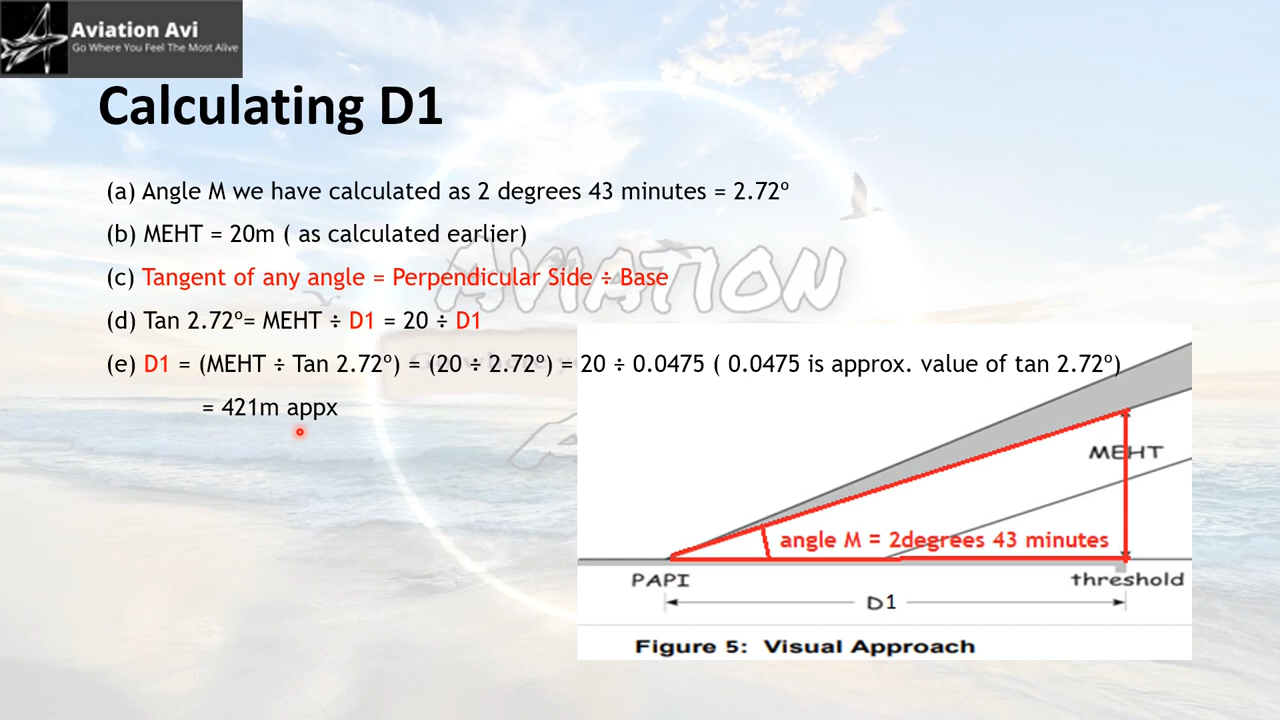 Aviation Avi
Go Where You Feel The Most Alive
Calculating D1
(a) Angle M we have calculated as 2 degrees 43 minutes = 2.72º
(b) MEHT = 20m ( as calculated earlier)
(c) Tangent of any angle = Perpendicular Side ÷ Base
(d) Tan 2.72º= MEHT ÷ D1 = 20 ÷ D1
(e) D1 = (MEHT ÷ Tan 2.72º) = (20 ÷ 2.72º) = 20 ÷ 0.0475 ( 0.0475 is approx. value of tan 2.72º)
= 421m appx
AVIATION
MEHT
angle M = 2degrees 43 minutes
PAPI
threshold
D1
Figure 5: Visual Approach